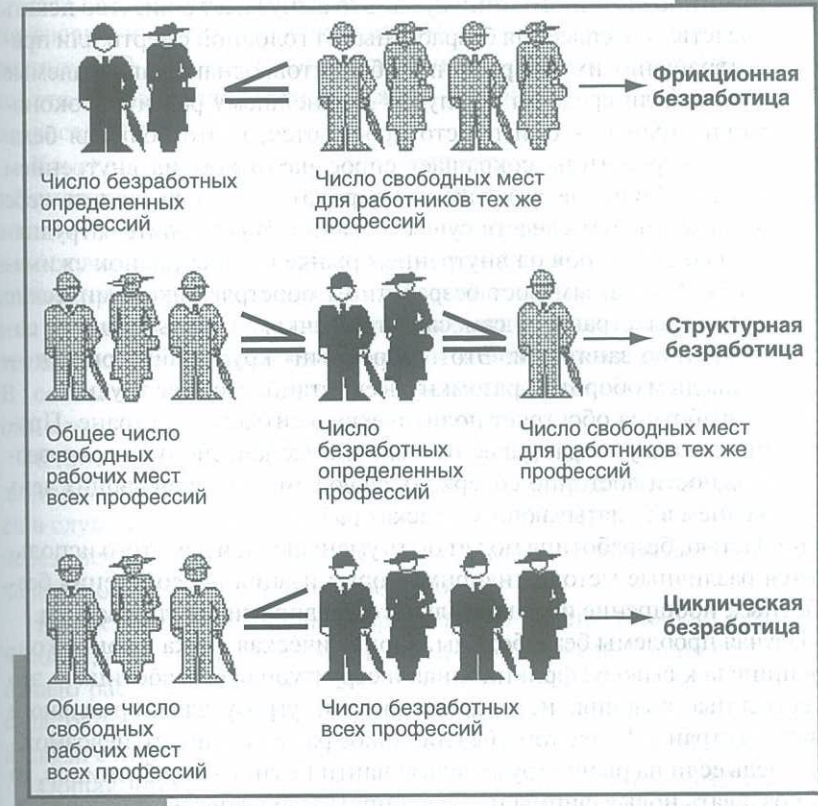 Фрикционная
безработица
Число безработных
определенных
профессий
Число свободных мест
для работников тех же
профессий
Структурная
безработица
Общее число
свободных
рабочих мест
всех профессий
Число
безработных
определенных
профессий
Число свободных мест
для работников тех же
профессий
Циклическая
безработица
Общее число
свободных
рабочих мест
всех профессий
Число безработных
всех профессий